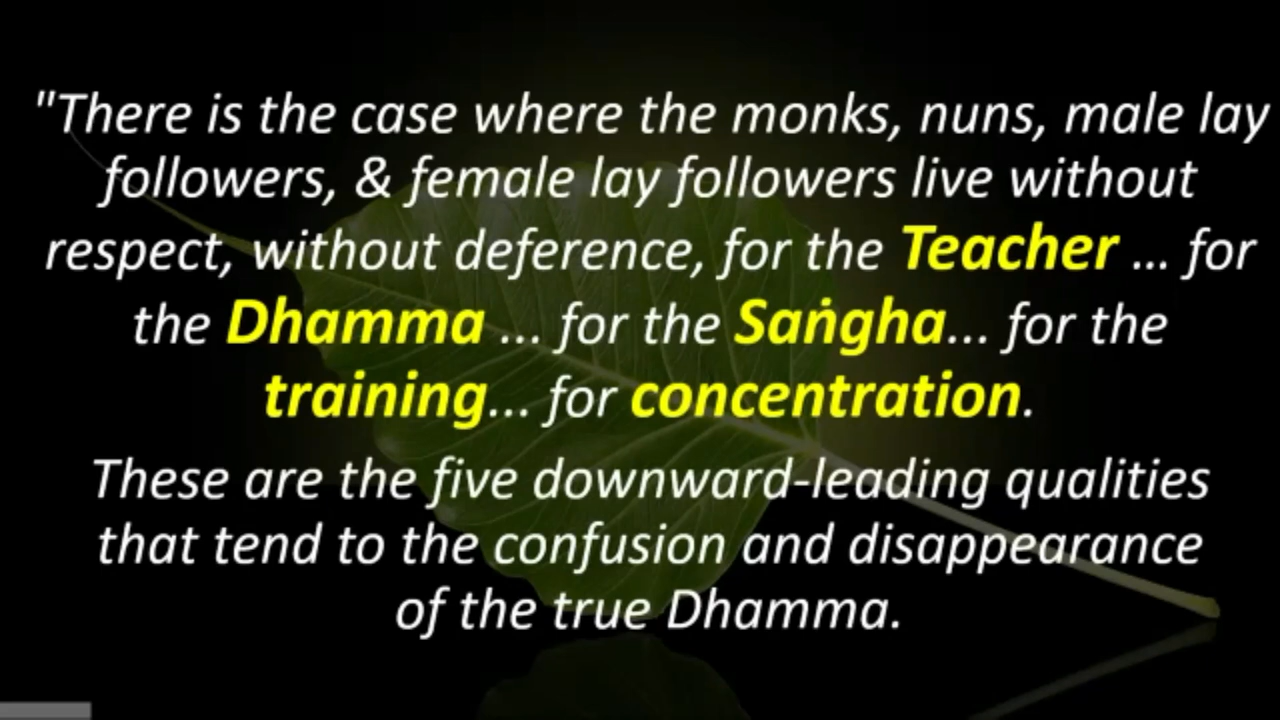 "There is the case where the monks, nuns, male lay
followers, & female lay followers live without
respect, without deference, for the Teacher ... for
the Dhamma ... for the Saṅgha... for the
training... for concentration.
These are the five downward-leading qualities
that tend to the confusion and disappearance
of the true Dhamma.